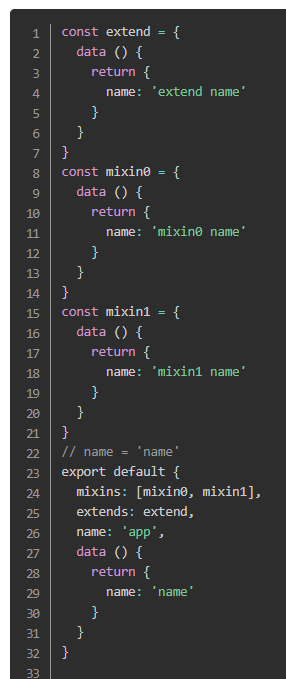 1 const extend = {
2   data () {
3     return {
4       name: 'extend name'
5     }
6   }
7 }
8 const mixin0 = {
9   data () {
10     return {
11       name: 'mixin0 name'
12     }
13   }
14 }
15 const mixin1 = {
16   data () {
17     return {
18       name: 'mixin1 name'
19     }
20   }
21 }
22 // name = 'name'
23 export default {
24   mixins: [mixin0, mixin1],
25   extends: extend,
26   name: 'app',
27   data () {
28     return {
29       name: 'name'
30     }
31   }
32 }
33